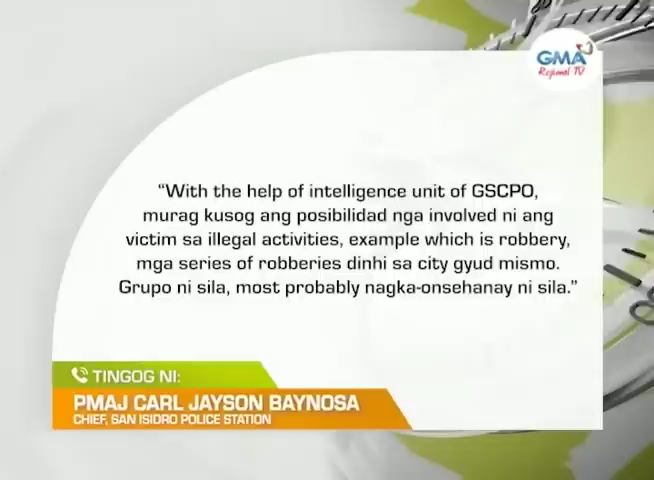 GMA
Regional TV
“With the help of intelligence unit of GSCPO,
murag kusog ang posibilidad nga involved ni ang
victim sa illegal activities, example which is robbery,
mga series of robberies dinhi sa city gyud mismo.
Grupo ni sila, most probably nagka-onsehanay ni sila.”
TINGOG NI:
PMAJ CARL JAYSON BAYNOSA
CHIEF, SAN ISIDRO POLICE STATION